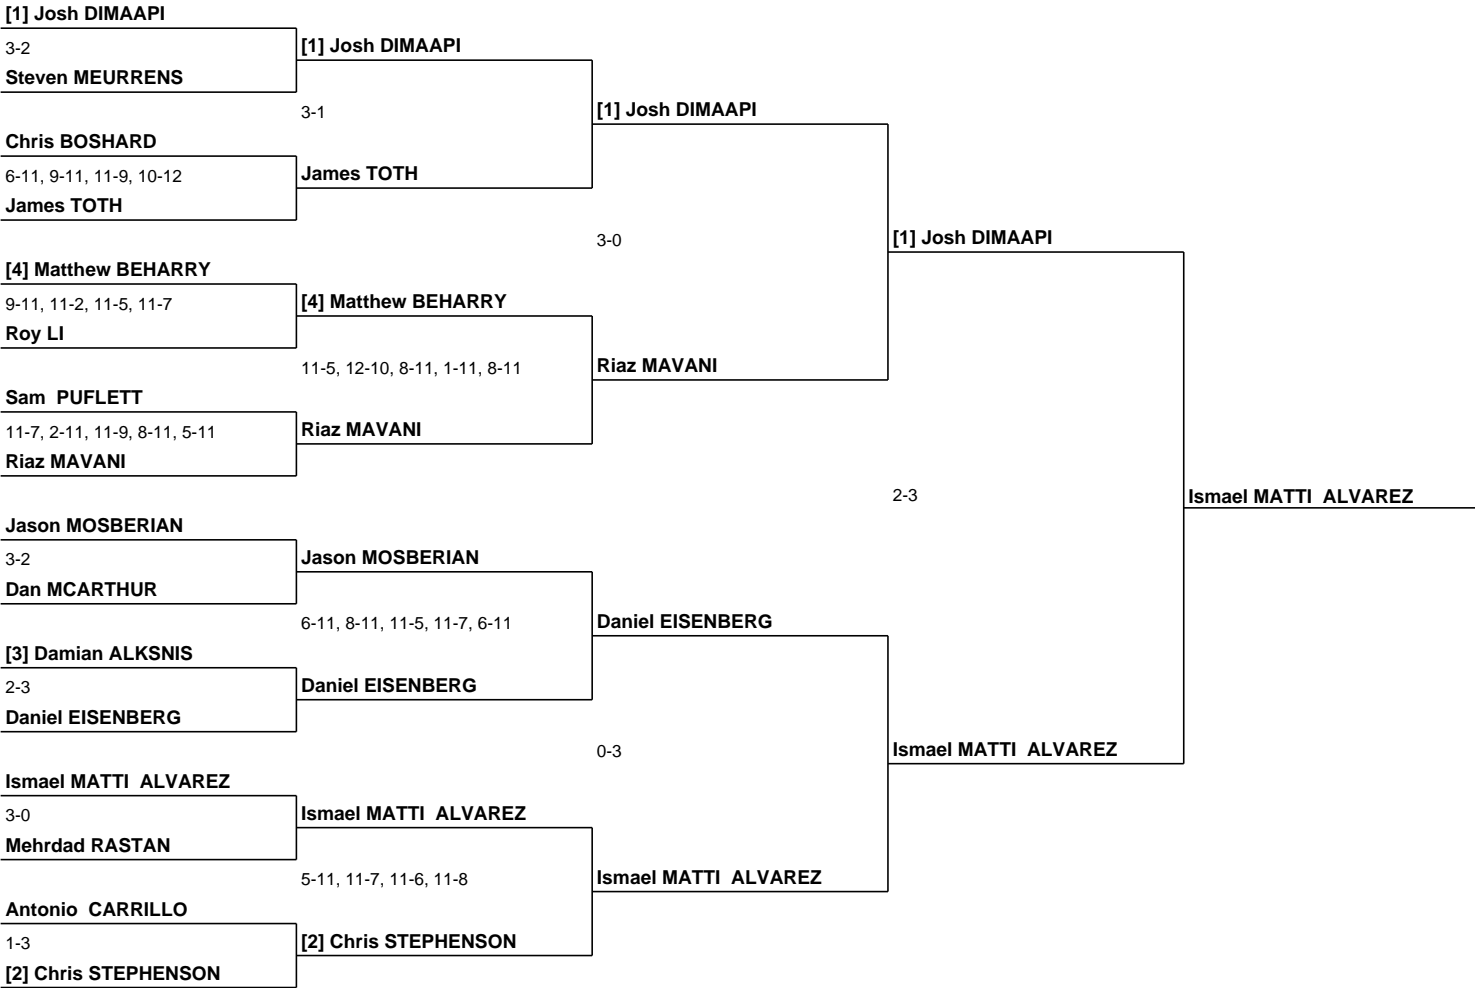 [1] Josh DIMAAPI
3-2
[1] Josh DIMAAPI
Steven MEURRENS
3-1
[1] Josh DIMAAPI
Chris BOSHARD
6-11, 9-11, 11-9, 10-12
James TOTH
James TOTH
3-0
[1] Josh DIMAAPI
[4] Matthew BEHARRY
9-11, 11-2, 11-5, 11-7
[4] Matthew BEHARRY
Roy LI
11-5, 12-10, 8-11, 1-11, 8-11
Riaz MAVANI
Sam PUFLETT
11-7, 2-11, 11-9, 8-11, 5-11
Riaz MAVANI
Riaz MAVANI
2-3
Ismael MATTI ALVAREZ
Jason MOSBERIAN
3-2
Jason MOSBERIAN
Dan MCARTHUR
6-11, 8-11, 11-5, 11-7, 6-11
Daniel EISENBERG
[3] Damian ALKSNIS
2-3
Daniel EISENBERG
Daniel EISENBERG
0-3
Ismael MATTI ALVAREZ
Ismael MATTI ALVAREZ
3-0
Ismael MATTI ALVAREZ
Mehrdad RASTAN
5-11, 11-7, 11-6, 11-8
Ismael MATTI ALVAREZ
Antonio CARRILLO
1-3
[2] Chris STEPHENSON
[2] Chris STEPHENSON